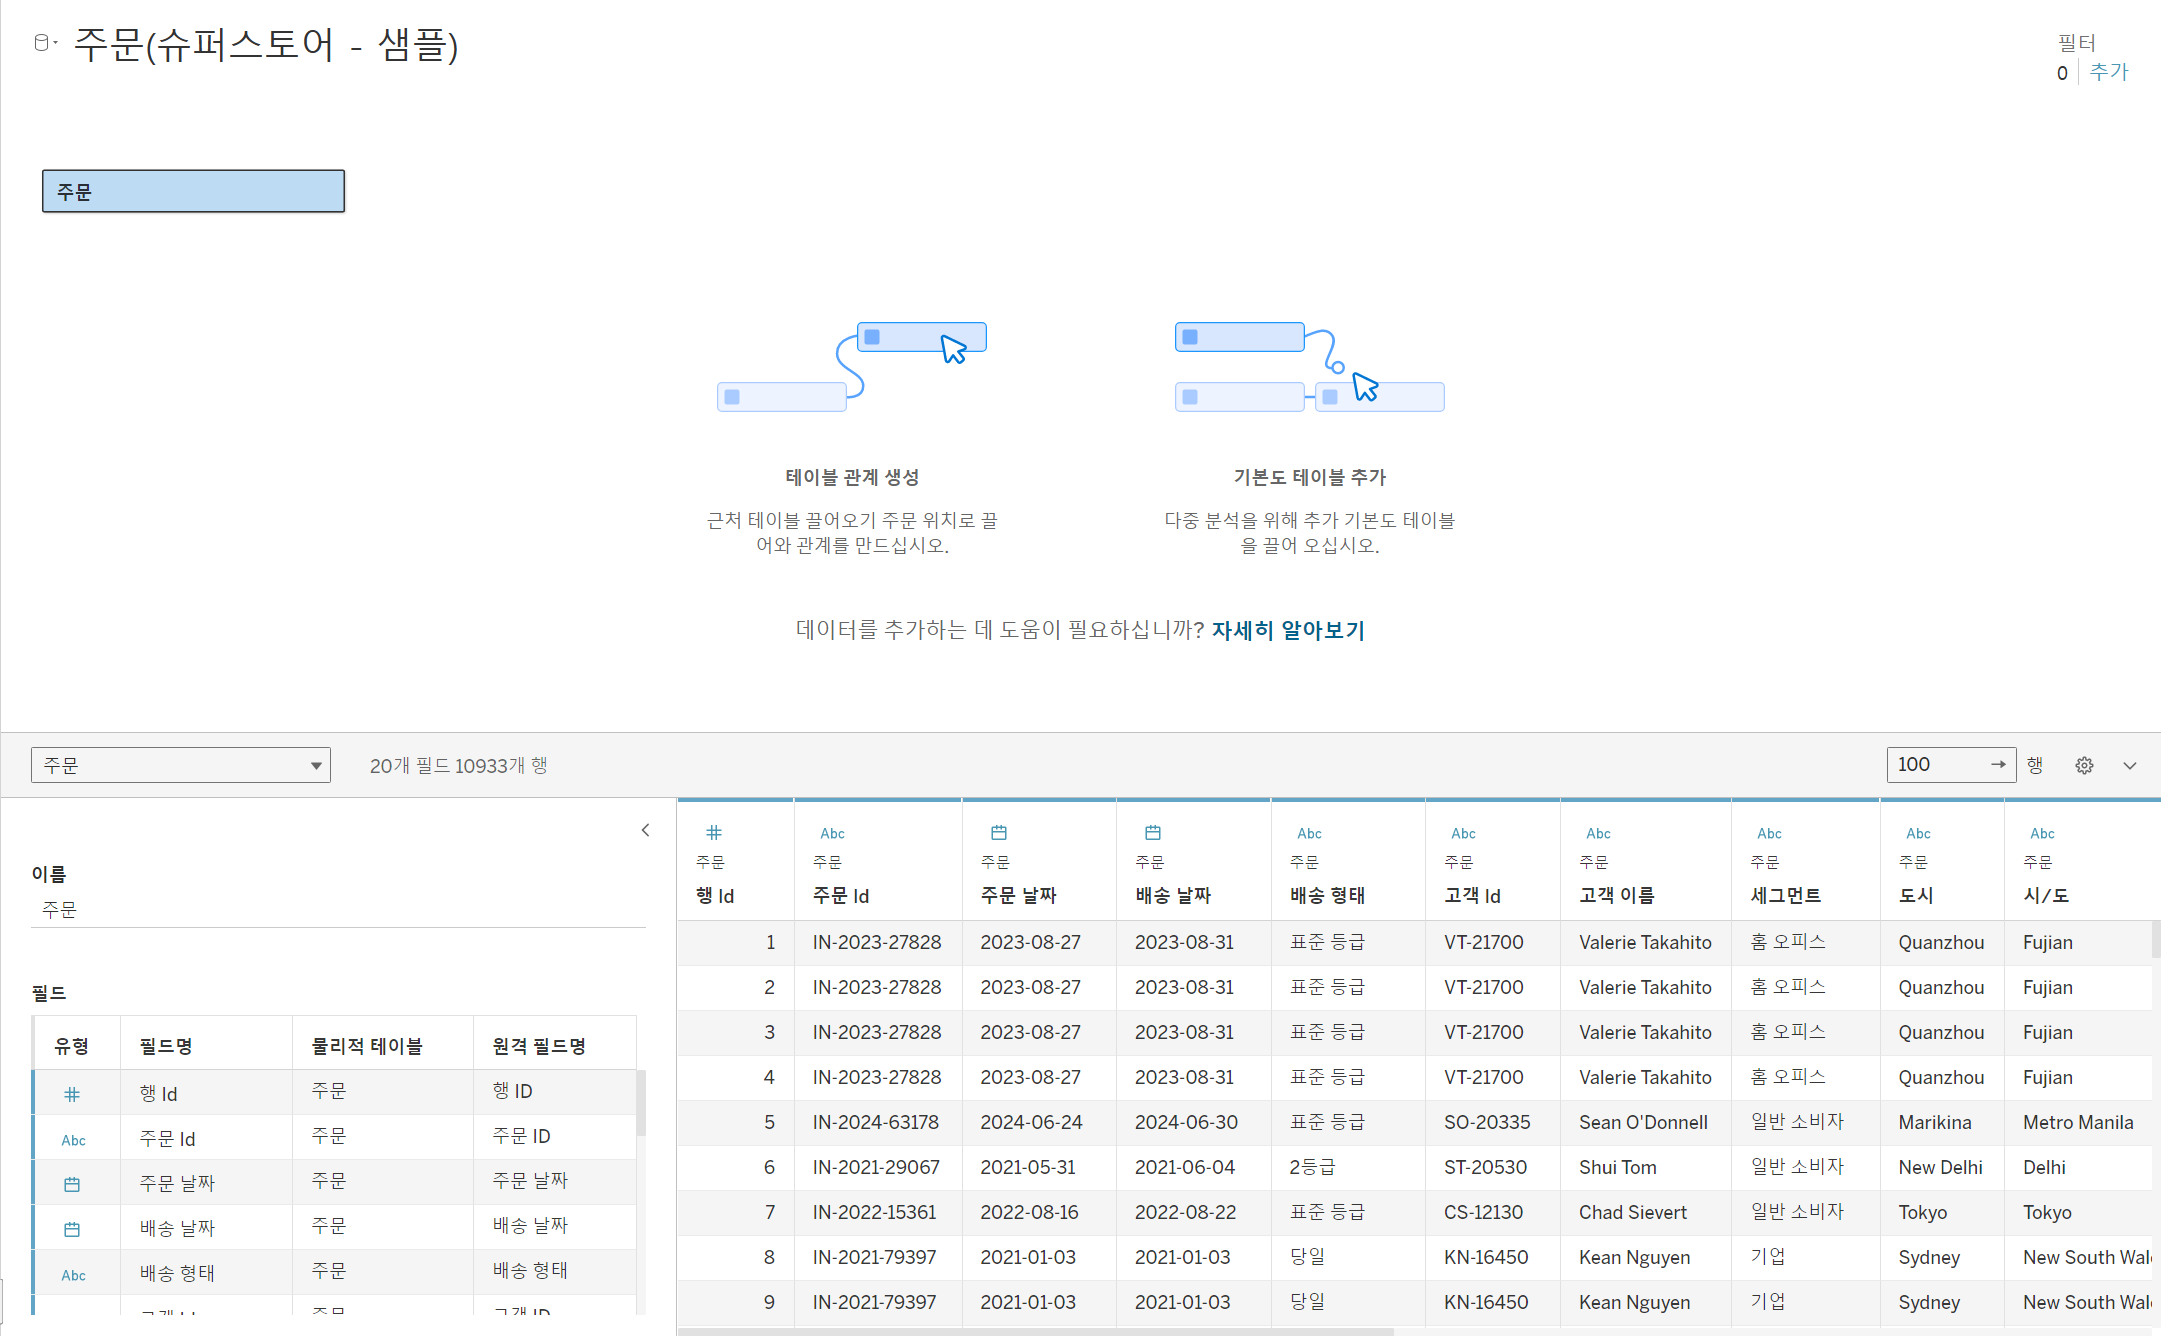 주문(슈퍼스토어 - 샘플)
필터
0 추가
주문
테이블 관계 생성
근처 테이블 끌어오기 주문 위치로 끌
어와 관계를 만드십시오.
기본도 테이블 추가
다중 분석을 위해 추가 기본도 테이블
을 끌어 오십시오.
데이터를 추가하는 데 도움이 필요하십니까? 자세히 알아보기
주문 20개 필드 10933개 행 100 → 행
이름
주문
필드
유형 필드명 물리적 테이블 원격 필드명
# 행 Id 주문 행 ID
Abc 주문 Id 주문 주문 ID
주문 날짜 주문 주문 날짜
배송 날짜 주문 배송 날짜
Abc 배송 형태 주문 배송 형태
고객 Id 주문 고객 ID
# Abc Abc Abc Abc Abc Abc Abc
주문 주문 주문 주문 주문 주문 주문 주문 주문 주문
행 Id 주문 Id 주문 날짜 배송 날짜 배송 형태 고객 Id 고객 이름 세그먼트 도시 시/도
1 IN-2023-27828 2023-08-27 2023-08-31 표준 등급 VT-21700 Valerie Takahito 홈 오피스 Quanzhou Fujian
2 IN-2023-27828 2023-08-27 2023-08-31 표준 등급 VT-21700 Valerie Takahito 홈 오피스 Quanzhou Fujian
3 IN-2023-27828 2023-08-27 2023-08-31 표준 등급 VT-21700 Valerie Takahito 홈 오피스 Quanzhou Fujian
4 IN-2023-27828 2023-08-27 2023-08-31 표준 등급 VT-21700 Valerie Takahito 홈 오피스 Quanzhou Fujian
5 IN-2024-63178 2024-06-24 2024-06-30 표준 등급 SO-20335 Sean O'Donnell 일반 소비자 Marikina Metro Manila
6 IN-2021-29067 2021-05-31 2021-06-04 2등급 ST-20530 Shui Tom 일반 소비자 New Delhi Delhi
7 IN-2022-15361 2022-08-16 2022-08-22 표준 등급 CS-12130 Chad Sievert 일반 소비자 Tokyo Tokyo
8 IN-2021-79397 2021-01-03 2021-01-03 당일 KN-16450 Kean Nguyen 기업 Sydney New South Wal
9 IN-2021-79397 2021-01-03 2021-01-03 당일 KN-16450 Kean Nguyen 기업 Sydney New South Wal